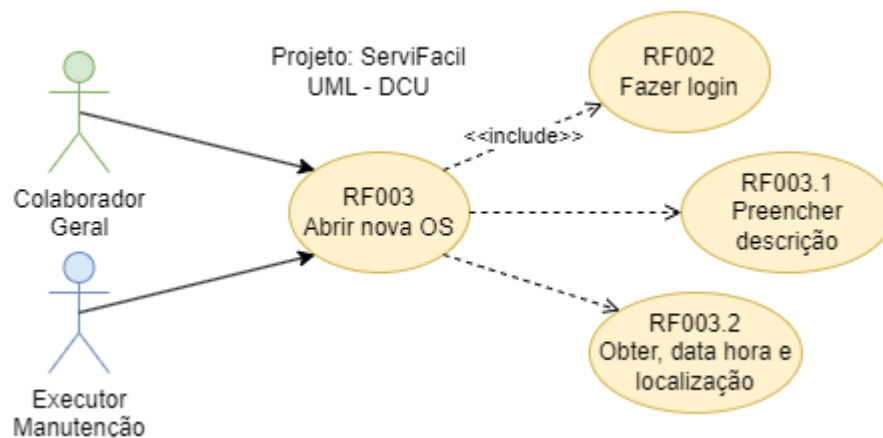 Projeto: ServiFacil
UML - DCU
RF002
Fazer login
<<include>>
Colaborador
Geral
RF003
Abrir nova OS
RF003.1
Preencher
descrição
RF003.2
Obter, data hora e
localização
Executor
Manutenção